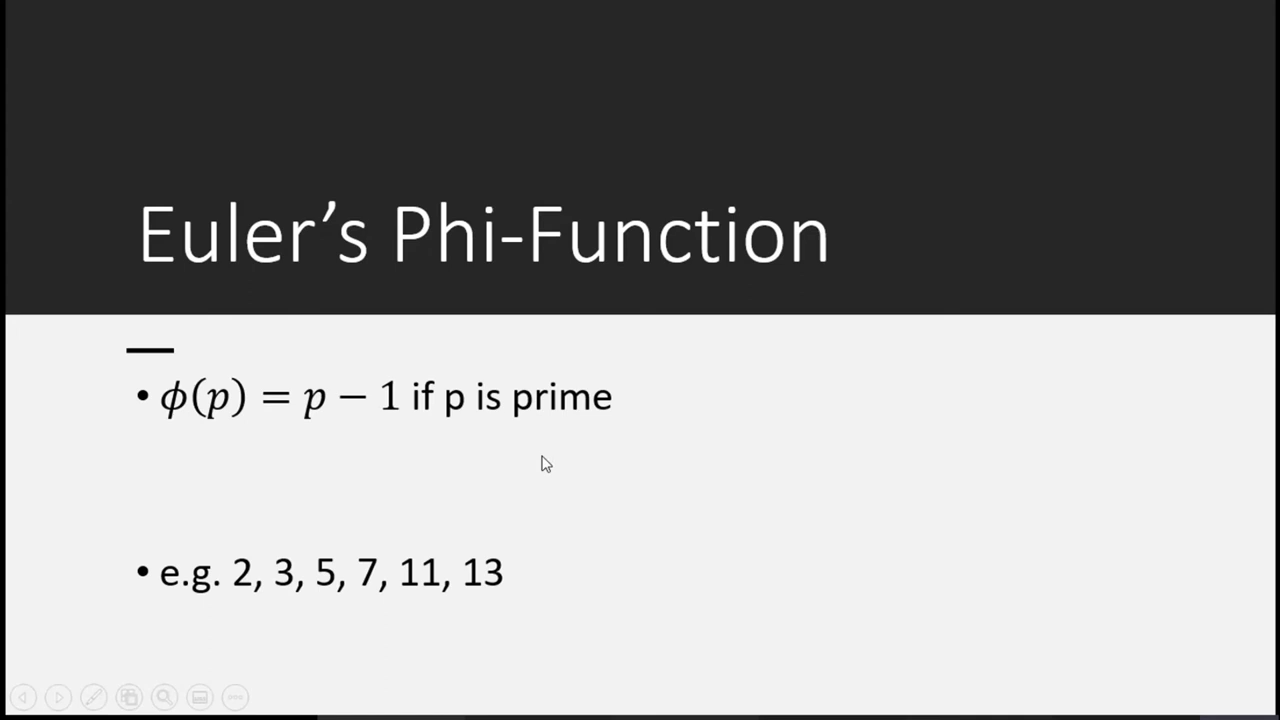 Euler’s Phi-Function
• 𝜙(𝑝) = 𝑝 − 1 if p is prime
• e.g. 2, 3, 5, 7, 11, 13